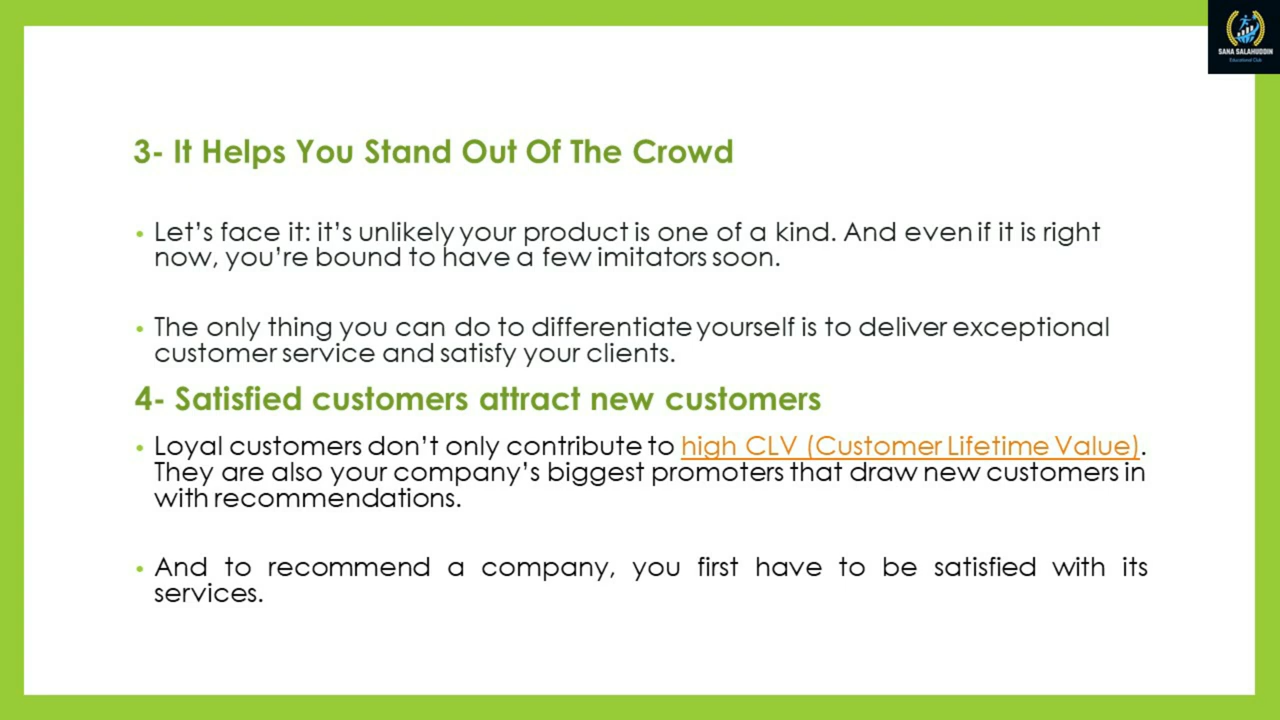 SANA SALAHUDDIN
Educational Club
3- It Helps You Stand Out Of The Crowd
• Let’s face it: it’s unlikely your product is one of a kind. And even if it is right
now, you’re bound to have a few imitators soon.
• The only thing you can do to differentiate yourself is to deliver exceptional
customer service and satisfy your clients.
4- Satisfied customers attract new customers
• Loyal customers don’t only contribute to high CLV (Customer Lifetime Value).
They are also your company’s biggest promoters that draw new customers in
with recommendations.
• And to recommend a company, you first have to be satisfied with its
services.